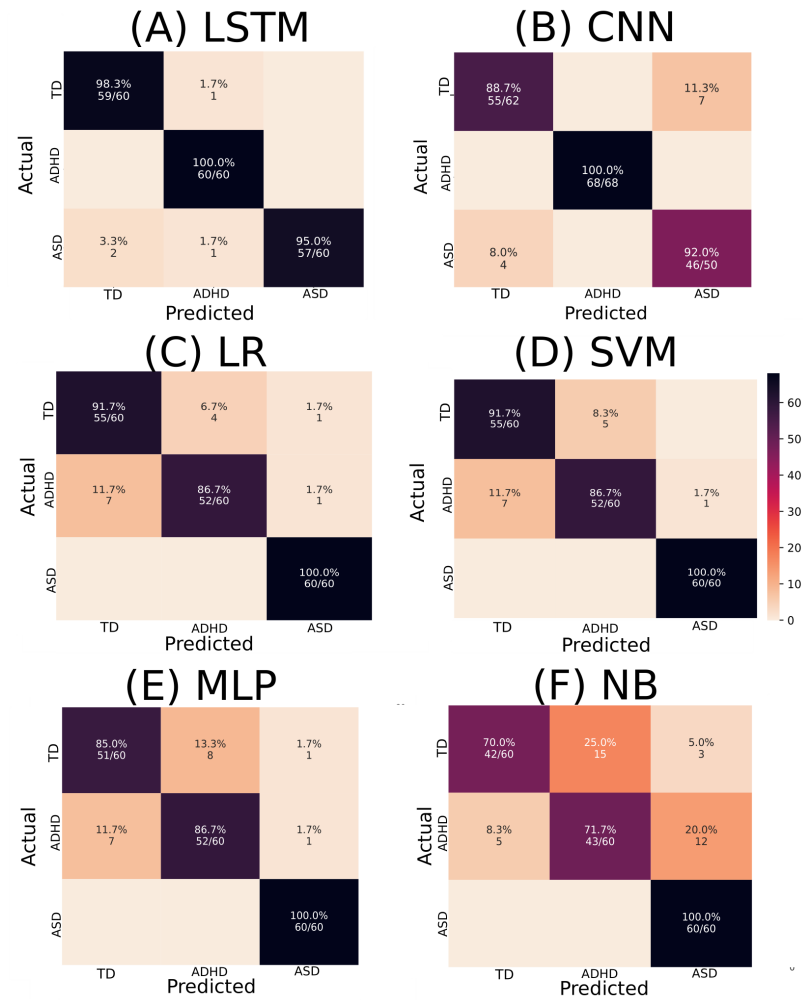 (A) LSTM
(B) CNN
Actual
TD
98.3%
59/60
1.7%
1
ADHD
100.0%
60/60
ASD
3.3%
2
1.7%
1
95.0%
57/60
TD
ADHD
ASD
Predicted
Actual
TD
88.7%
55/62
11.3%
7
ADHD
100.0%
68/68
ASD
8.0%
4
92.0%
46/50
TD
ADHD
ASD
Predicted
(C) LR
(D) SVM
Actual
TD
91.7%
55/60
6.7%
4
1.7%
1
ADHD
11.7%
7
86.7%
52/60
1.7%
1
ASD
100.0%
60/60
TD
ADHD
ASD
Predicted
Actual
TD
91.7%
55/60
8.3%
5
ADHD
11.7%
7
86.7%
52/60
1.7%
1
ASD
100.0%
60/60
TD
ADHD
ASD
Predicted
60
50
40
30
20
10
0
(E) MLP
(F) NB
Actual
TD
85.0%
51/60
13.3%
8
1.7%
1
ADHD
11.7%
7
86.7%
52/60
1.7%
1
ASD
100.0%
60/60
TD
ADHD
ASD
Predicted
Actual
TD
70.0%
42/60
25.0%
15
5.0%
3
ADHD
8.3%
5
71.7%
43/60
20.0%
12
ASD
100.0%
60/60
TD
ADHD
ASD
Predicted